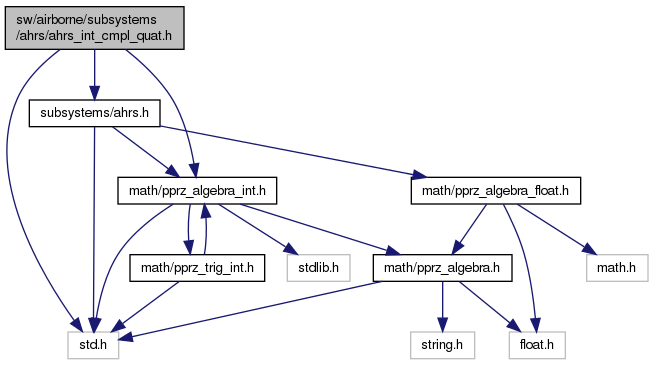 sw/airborne/subsystems
/ahrs/ahrs_int_cmpl_quat.h
subsystems/ahrs.h
math/pprz_algebra_int.h
math/pprz_algebra_float.h
math/pprz_trig_int.h
stdlib.h
math/pprz_algebra.h
math.h
std.h
string.h
float.h